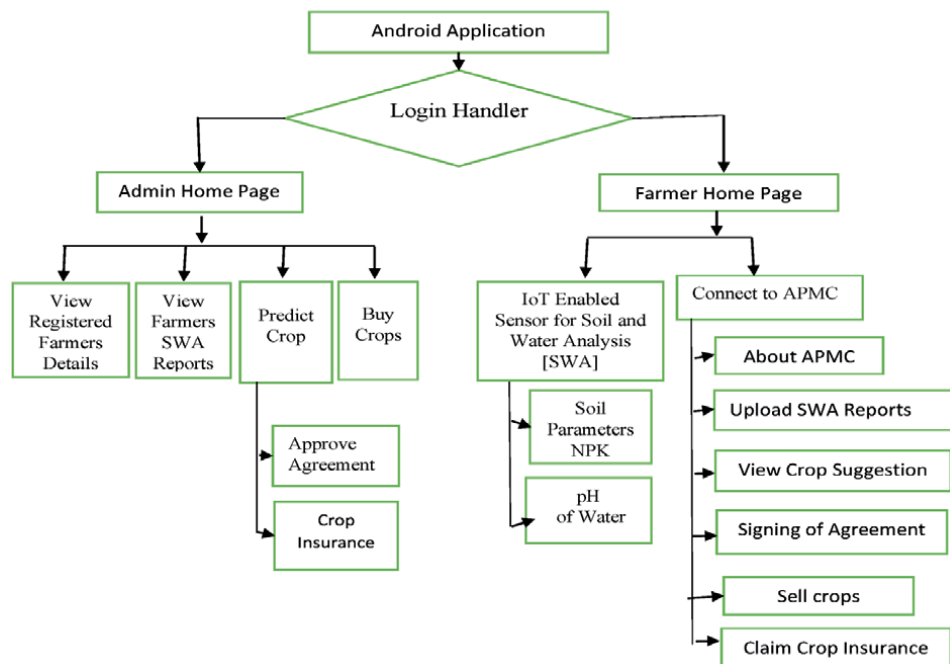 Android Application
Login Handler
Admin Home Page
Farmer Home Page
View
Registered
Farmers
Details
View
Farmers
SWA
Reports
Predict
Crop
Buy
Crops
IoT Enabled
Sensor for Soil and
Water Analysis
[SWA]
Connect to APMC
Approve
Agreement
Crop
Insurance
Soil
Parameters
NPK
pH
of Water
About APMC
Upload SWA Reports
View Crop Suggestion
Signing of Agreement
Sell crops
Claim Crop Insurance